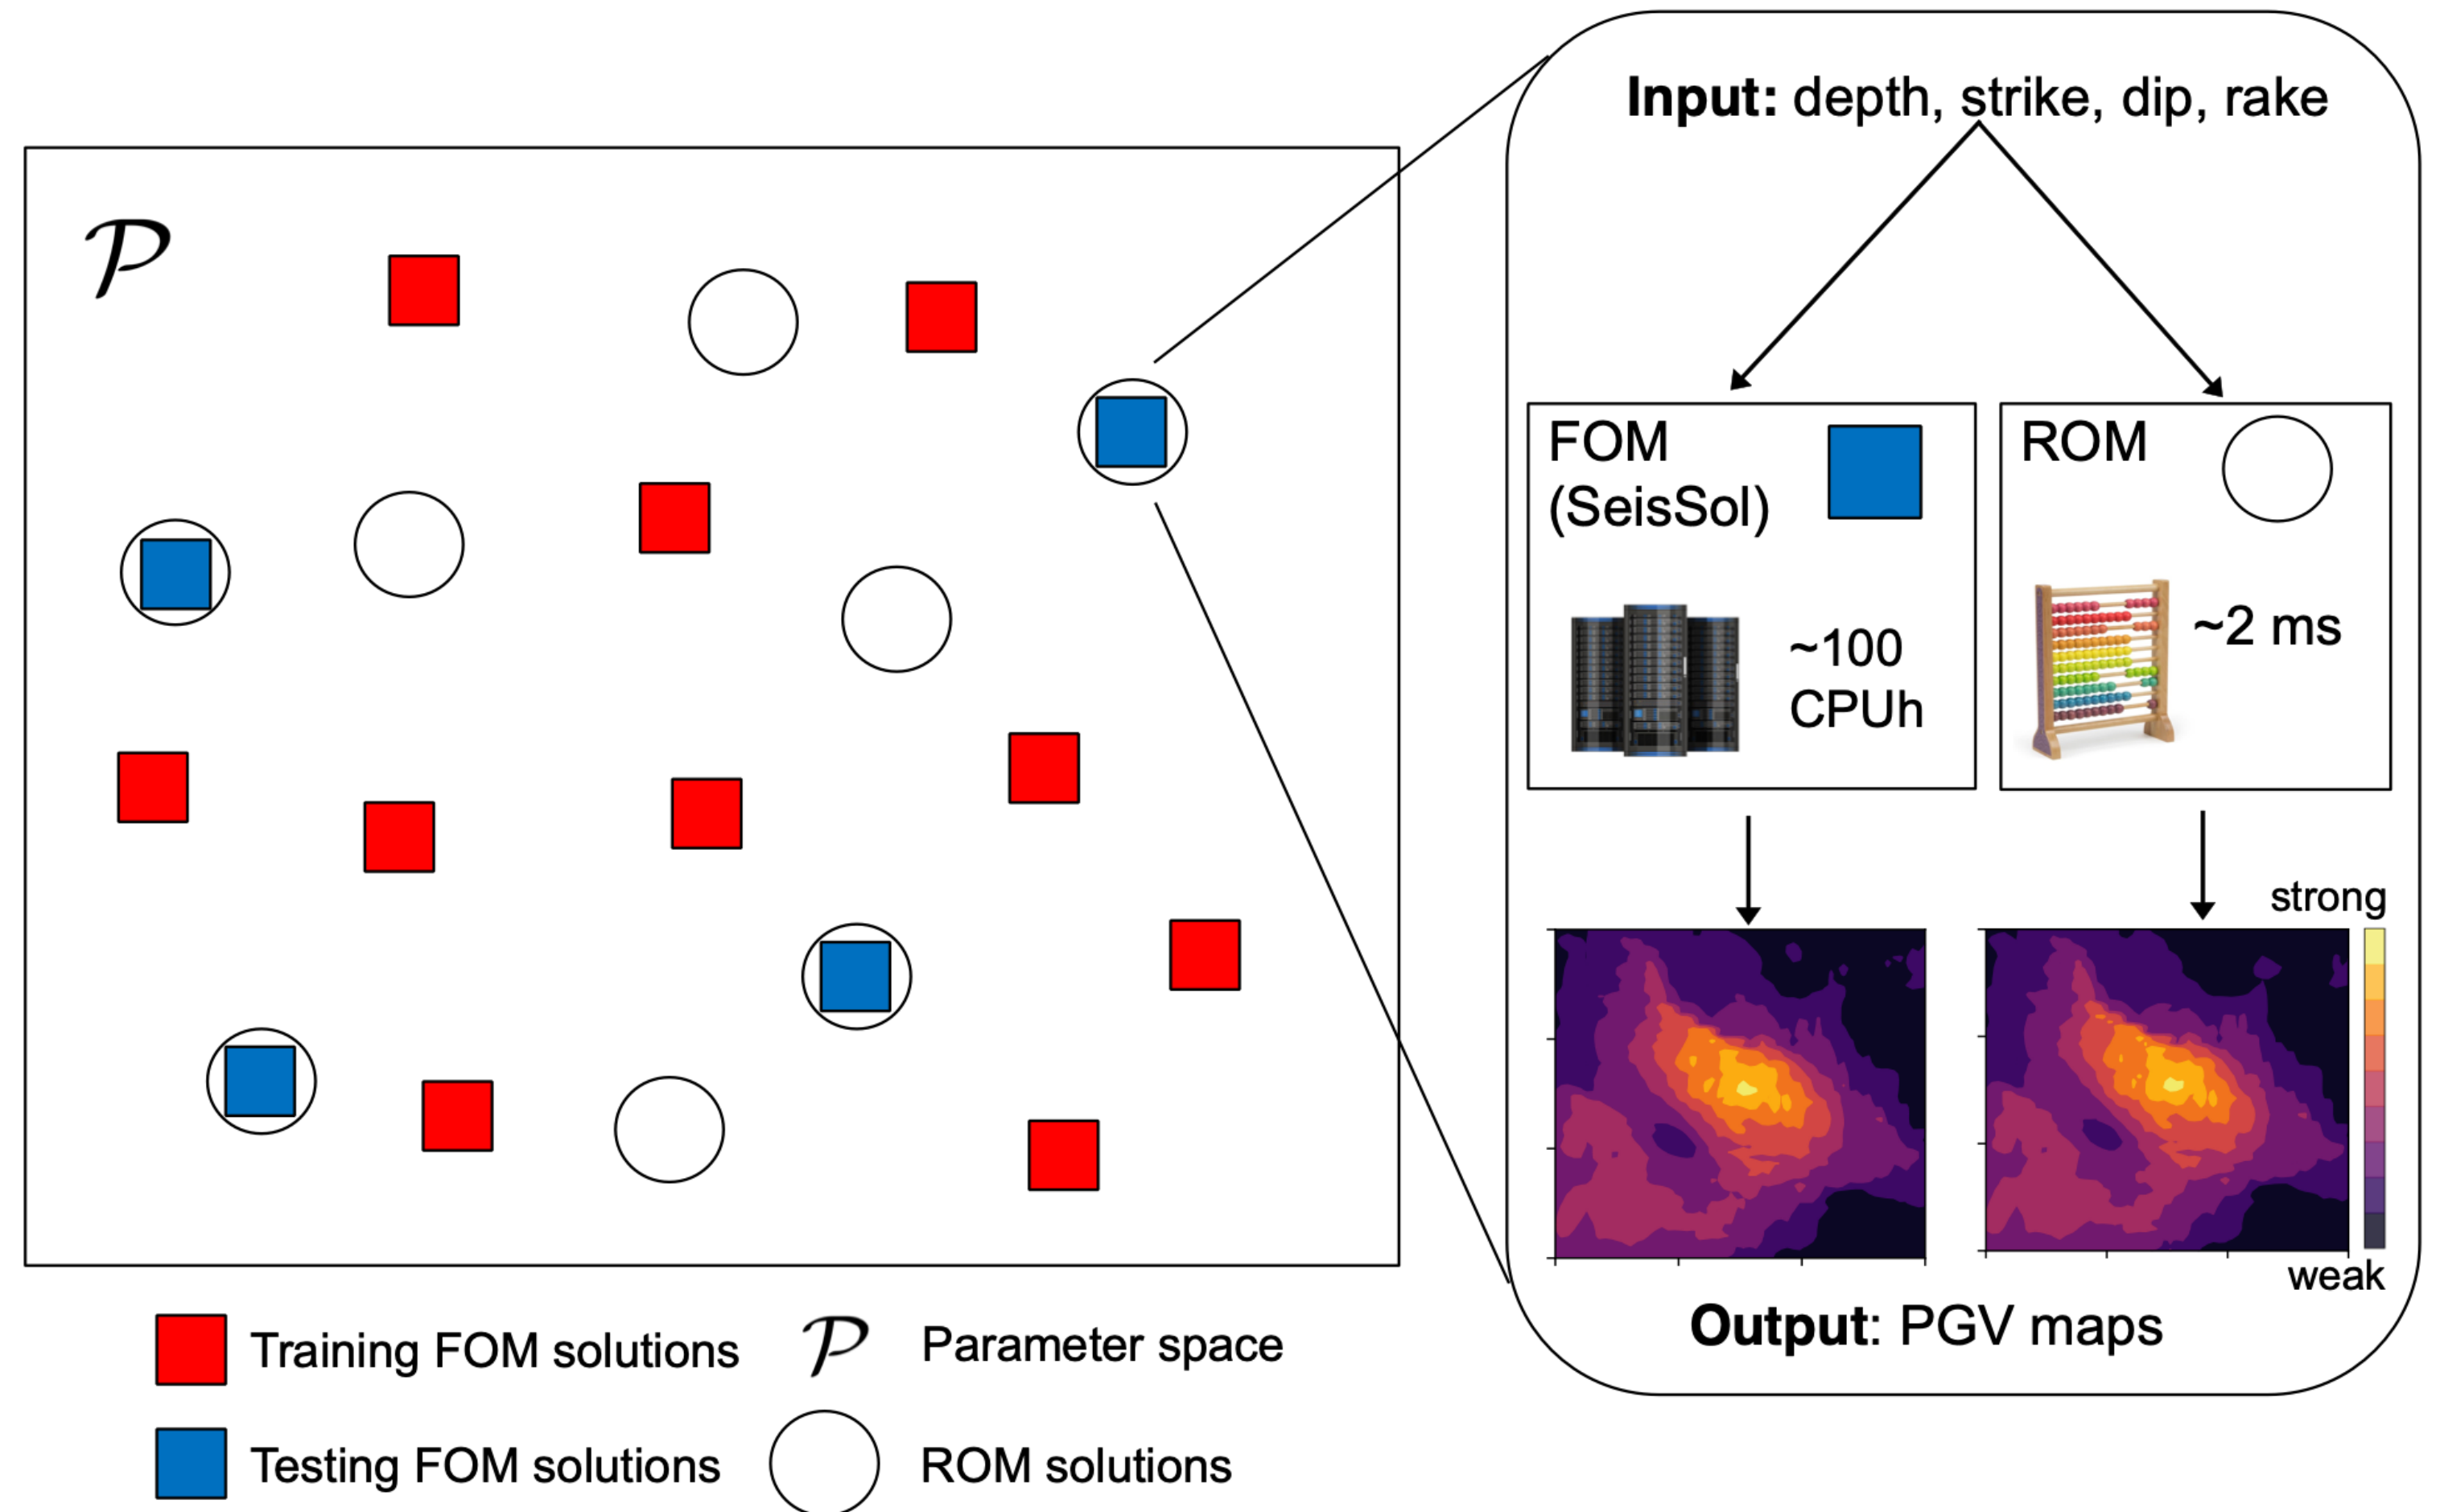 Input: depth, strike, dip, rake
𝒫
FOM
(SeisSol)
~100
CPUh
ROM
~2 ms
strong
weak
Output: PGV maps
Training FOM solutions
𝒫 Parameter space
Testing FOM solutions
ROM solutions